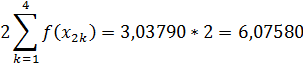 2 ∑_{k=1}^{4} f(x_{2k}) = 3,03790 * 2 = 6,07580